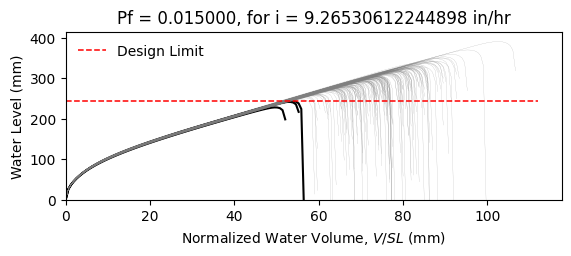 Pf = 0.015000, for i = 9.26530612244898 in/hr
Design Limit
Water Level (mm)
400
300
200
100
0
0 20 40 60 80 100
Normalized Water Volume, V/SL (mm)